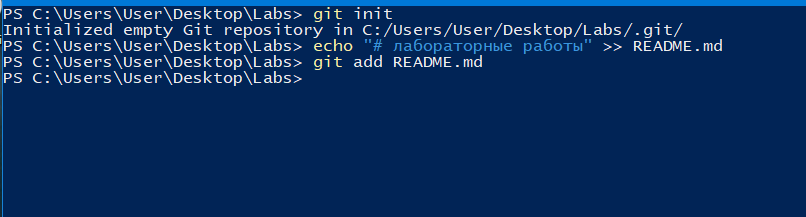 PS C:\Users\User\Desktop\Labs> git init
Initialized empty Git repository in C:/Users/User/Desktop/Labs/.git/
PS C:\Users\User\Desktop\Labs> echo "# лабораторные работы" >> README.md
PS C:\Users\User\Desktop\Labs> git add README.md
PS C:\Users\User\Desktop\Labs>